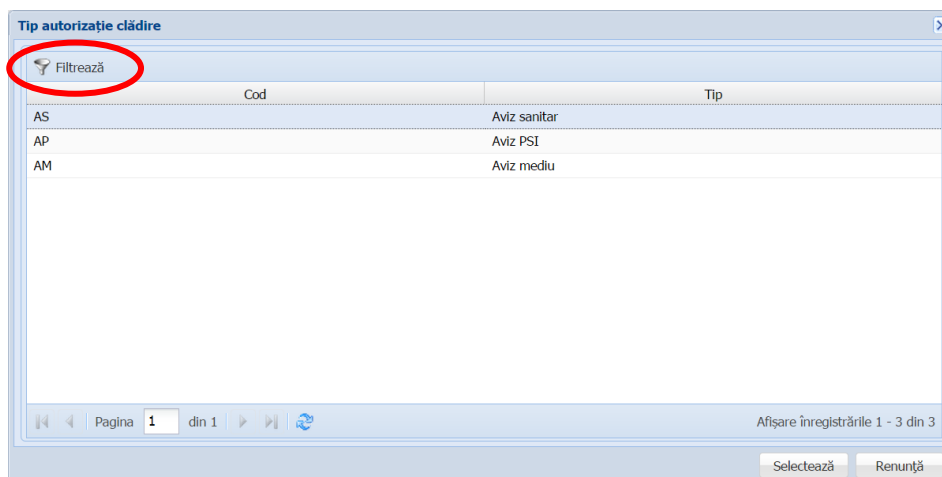 Tip autorizație clădire
Filtrează
Cod Tip
AS Aviz sanitar
AP Aviz PSI
AM Aviz mediu
Pagina 1 din 1 Afișare înregistrările 1 - 3 din 3
Selectează Renunță